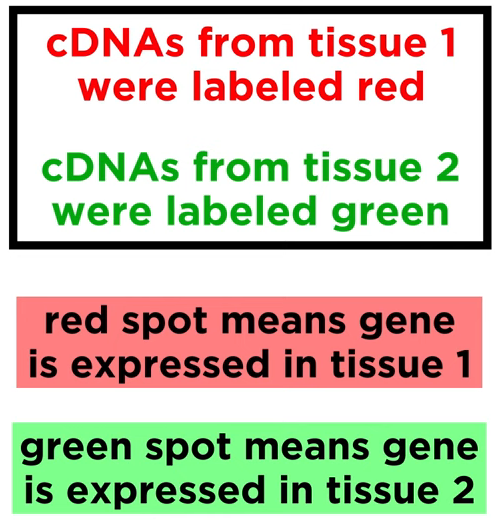 cDNAs from tissue 1
were labeled red
cDNAs from tissue 2
were labeled green
red spot means gene
is expressed in tissue 1
green spot means gene
is expressed in tissue 2